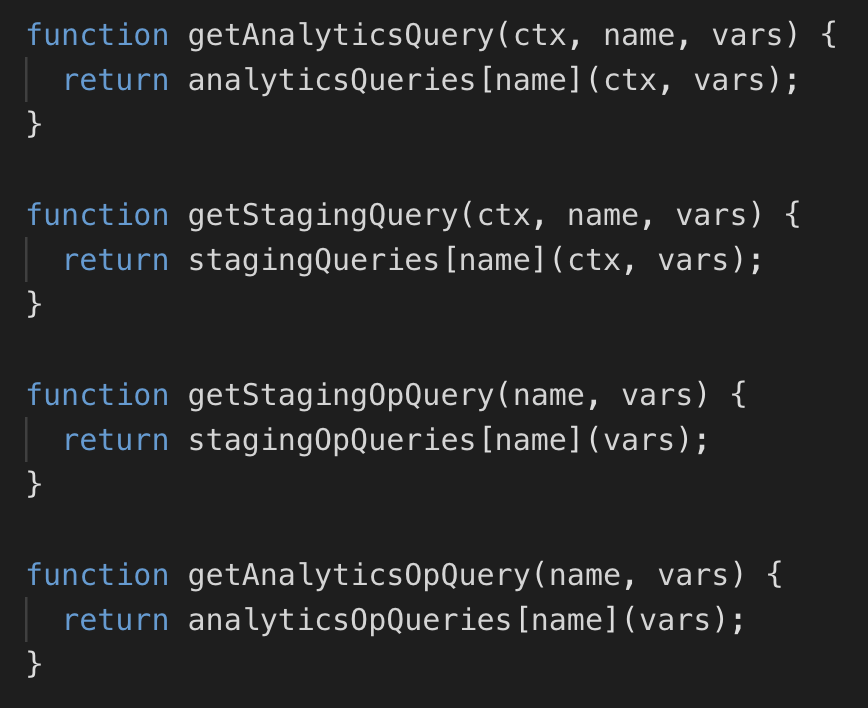 function getAnalyticsQuery(ctx, name, vars) {
  return analyticsQueries[name](ctx, vars);
}

function getStagingQuery(ctx, name, vars) {
  return stagingQueries[name](ctx, vars);
}

function getStagingOpQuery(name, vars) {
  return stagingOpQueries[name](vars);
}

function getAnalyticsOpQuery(name, vars) {
  return analyticsOpQueries[name](vars);
}